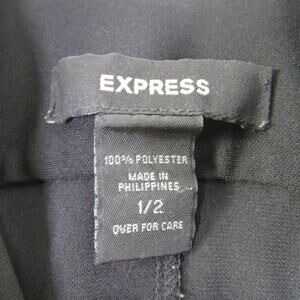 EXPRESS
100% POLYESTER
MADE IN
PHILIPPINES
1/2
OVER FOR CARE